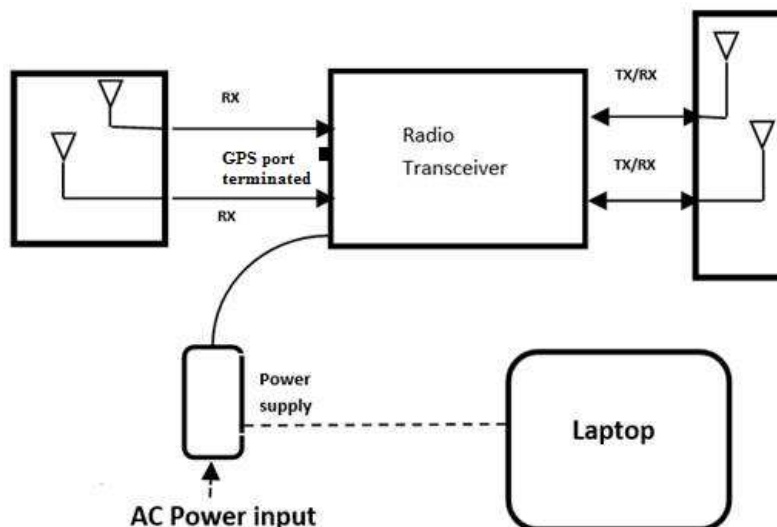 TX/RX
RX
Radio
Transceiver
GPS port
terminated
TX/RX
RX
Power
supply
Laptop
AC Power input